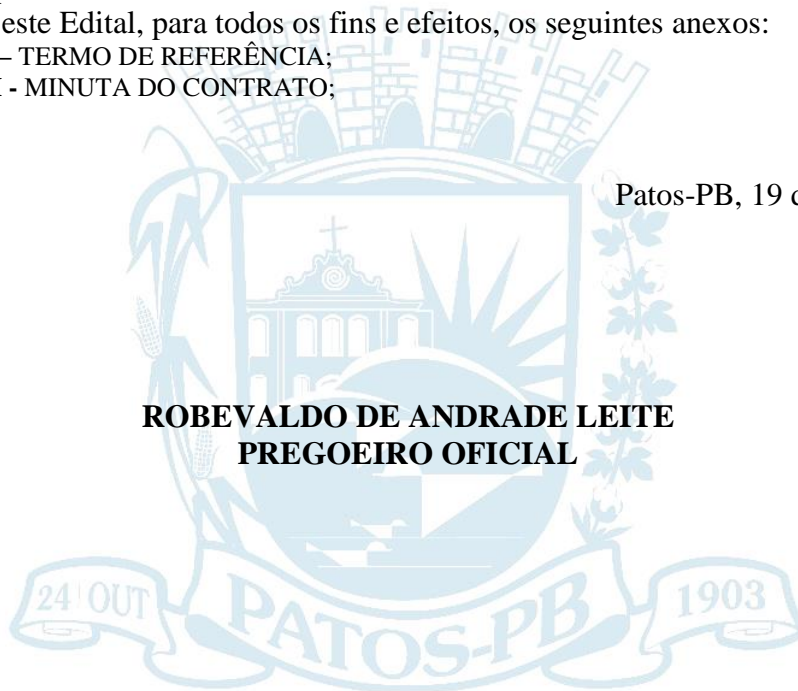 este Edital, para todos os fins e efeitos, os seguintes anexos:
– TERMO DE REFERÊNCIA;
- MINUTA DO CONTRATO;
Patos-PB, 19
ROBEVALDO DE ANDRADE LEITE
PREGOEIRO OFICIAL
24 OUT
PATOS-PB
1903